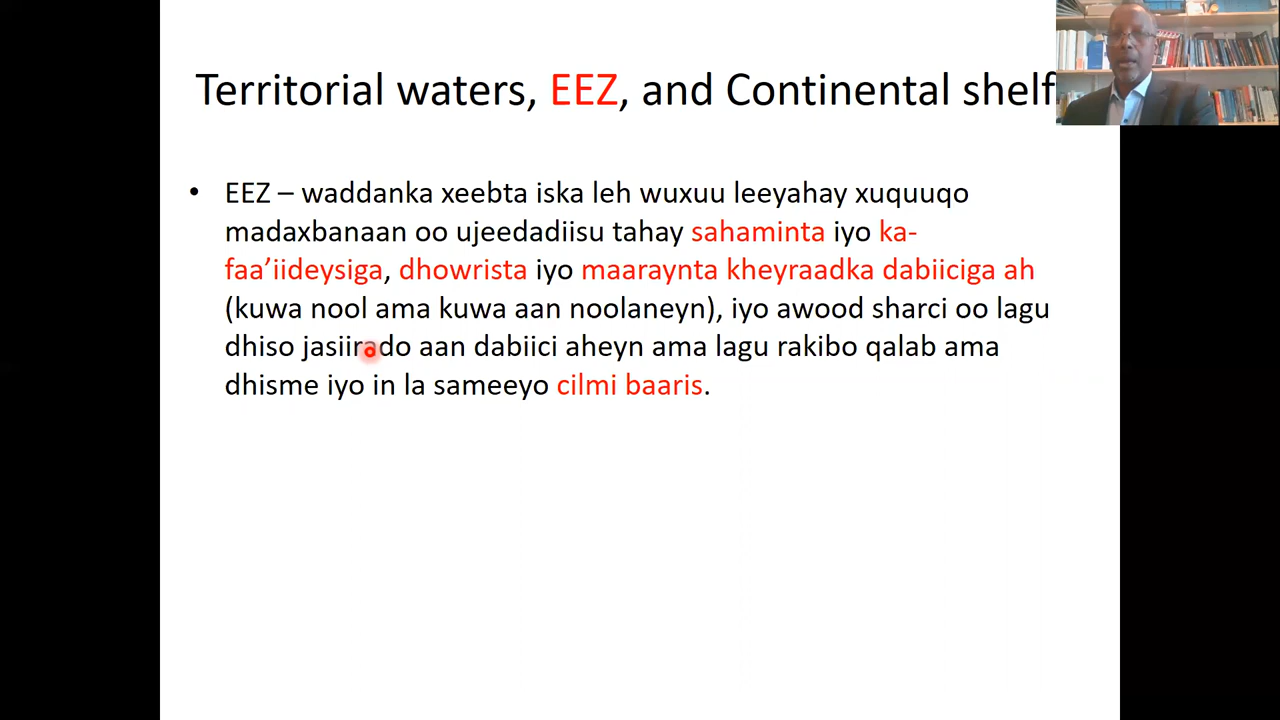 Territorial waters, EEZ, and Continental shelf
• EEZ – waddanka xeebta iska leh wuxuu leeyahay xuquuqo
madaxbanaan oo ujeedadiisu tahay sahaminta iyo ka-
faa’iideysiga, dhowrista iyo maaraynta kheyraadka dabiiciga ah
(kuwa nool ama kuwa aan noolaneyn), iyo awood sharci oo lagu
dhiso jasiirado aan dabiici aheyn ama lagu rakibo qalab ama
dhisme iyo in la sameeyo cilmi baaris.